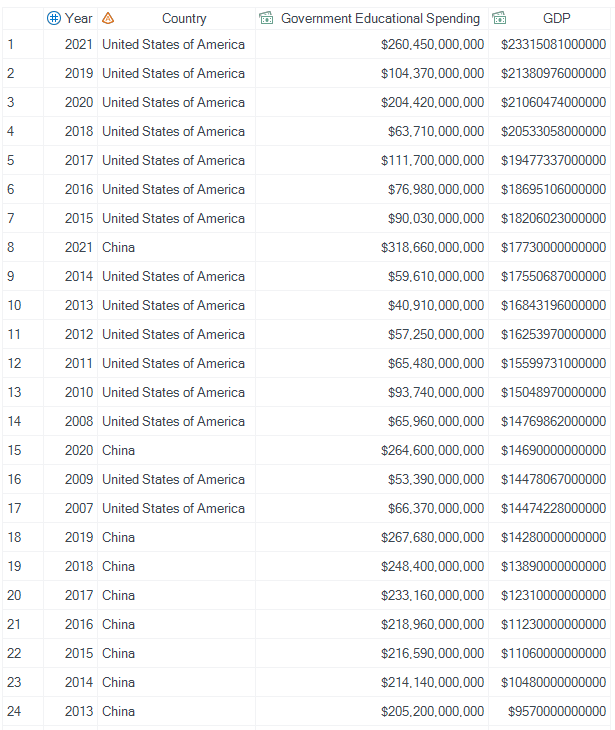 Year Country Government Educational Spending GDP
1 2021 United States of America $260,450,000,000 $23315081000000
2 2019 United States of America $104,370,000,000 $21380976000000
3 2020 United States of America $204,420,000,000 $21060474000000
4 2018 United States of America $63,710,000,000 $20533058000000
5 2017 United States of America $111,700,000,000 $19477337000000
6 2016 United States of America $76,980,000,000 $18695106000000
7 2015 United States of America $90,030,000,000 $18206023000000
8 2021 China $318,660,000,000 $17730000000000
9 2014 United States of America $59,610,000,000 $17550687000000
10 2013 United States of America $40,910,000,000 $16843196000000
11 2012 United States of America $57,250,000,000 $16253970000000
12 2011 United States of America $65,480,000,000 $15599731000000
13 2010 United States of America $93,740,000,000 $15048970000000
14 2008 United States of America $65,960,000,000 $14769862000000
15 2020 China $264,600,000,000 $14690000000000
16 2009 United States of America $53,390,000,000 $14478067000000
17 2007 United States of America $66,370,000,000 $14474228000000
18 2019 China $267,680,000,000 $14280000000000
19 2018 China $248,400,000,000 $13890000000000
20 2017 China $233,160,000,000 $12310000000000
21 2016 China $218,960,000,000 $11230000000000
22 2015 China $216,590,000,000 $11060000000000
23 2014 China $214,140,000,000 $10480000000000
24 2013 China $205,200,000,000 $9570000000000